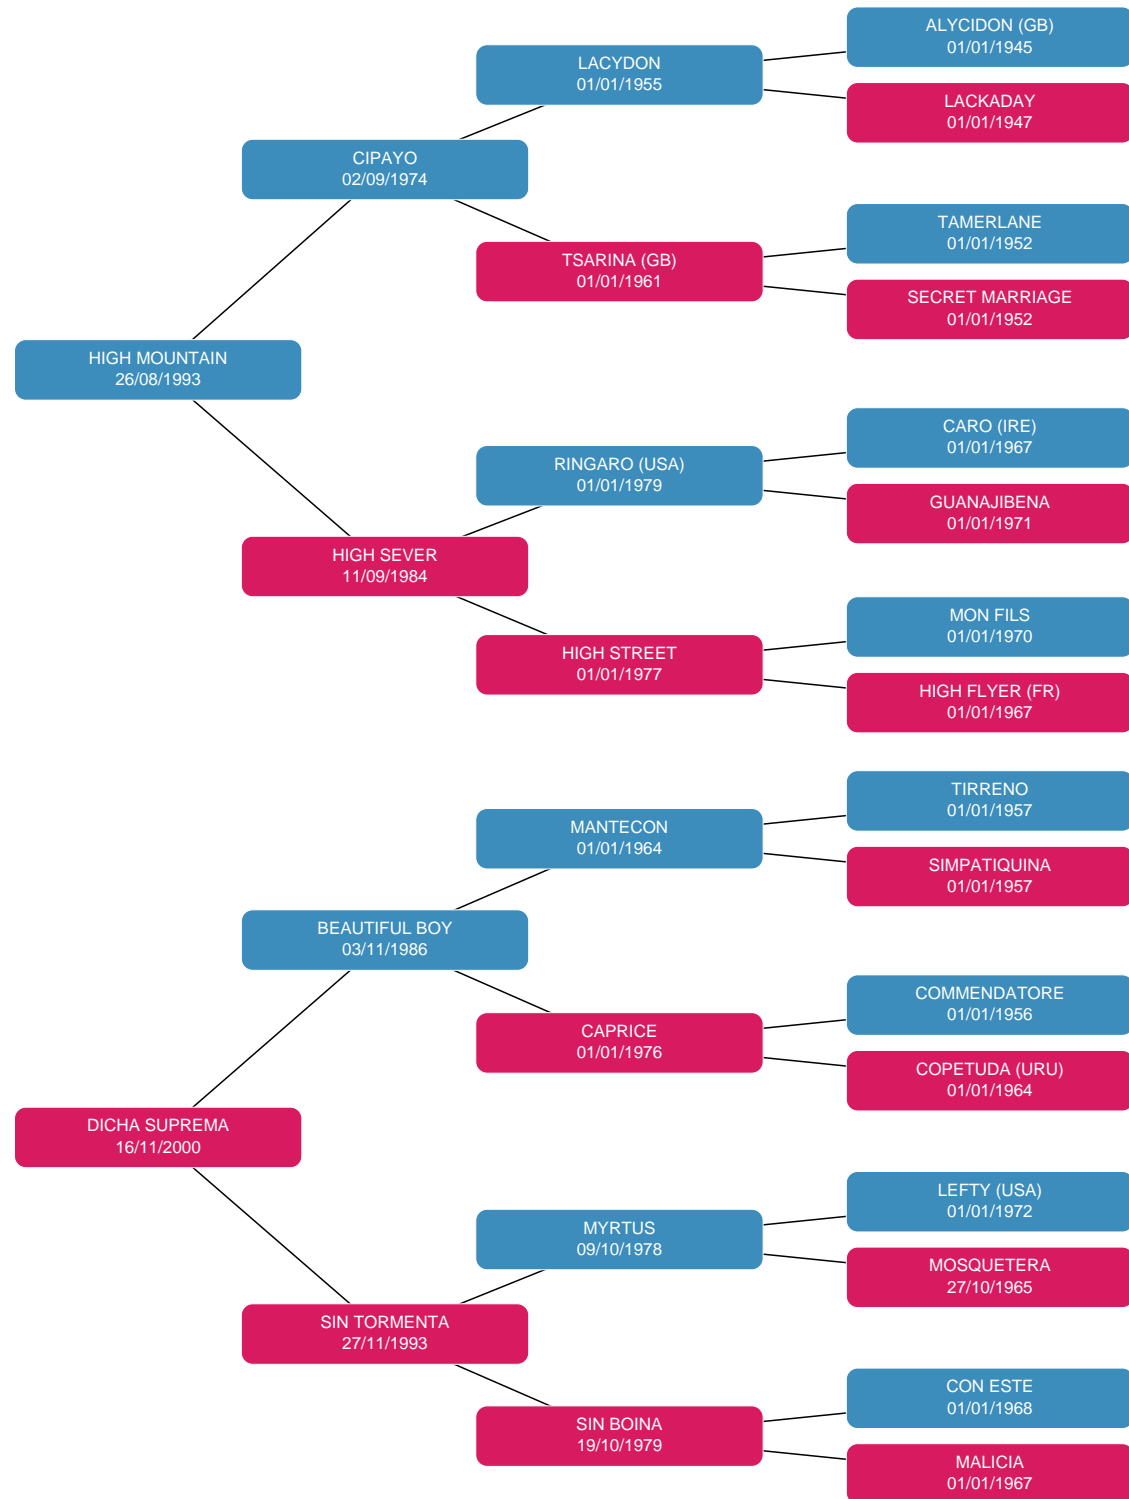 ALYCIDON (GB)
01/01/1945
LACYDON
01/01/1955
LACKADAY
01/01/1947
CIPAYO
02/09/1974
TAMERLANE
01/01/1952
TSARINA (GB)
01/01/1961
SECRET MARRIAGE
01/01/1952
HIGH MOUNTAIN
26/08/1993
CARO (IRE)
01/01/1967
RINGARO (USA)
01/01/1979
GUANAJIBENA
01/01/1971
HIGH SEVER
11/09/1984
MON FILS
01/01/1970
HIGH STREET
01/01/1977
HIGH FLYER (FR)
01/01/1967
TIRRENO
01/01/1957
MANTECON
01/01/1964
SIMPATIQUINA
01/01/1957
BEAUTIFUL BOY
03/11/1986
COMMENDATORE
01/01/1956
CAPRICE
01/01/1976
COPETUDA (URU)
01/01/1964
DICHA SUPREMA
16/11/2000
LEFTY (USA)
01/01/1972
MYRTUS
09/10/1978
MOSQUETERA
27/10/1965
SIN TORMENTA
27/11/1993
CON ESTE
01/01/1968
SIN BOINA
19/10/1979
MALICIA
01/01/1967